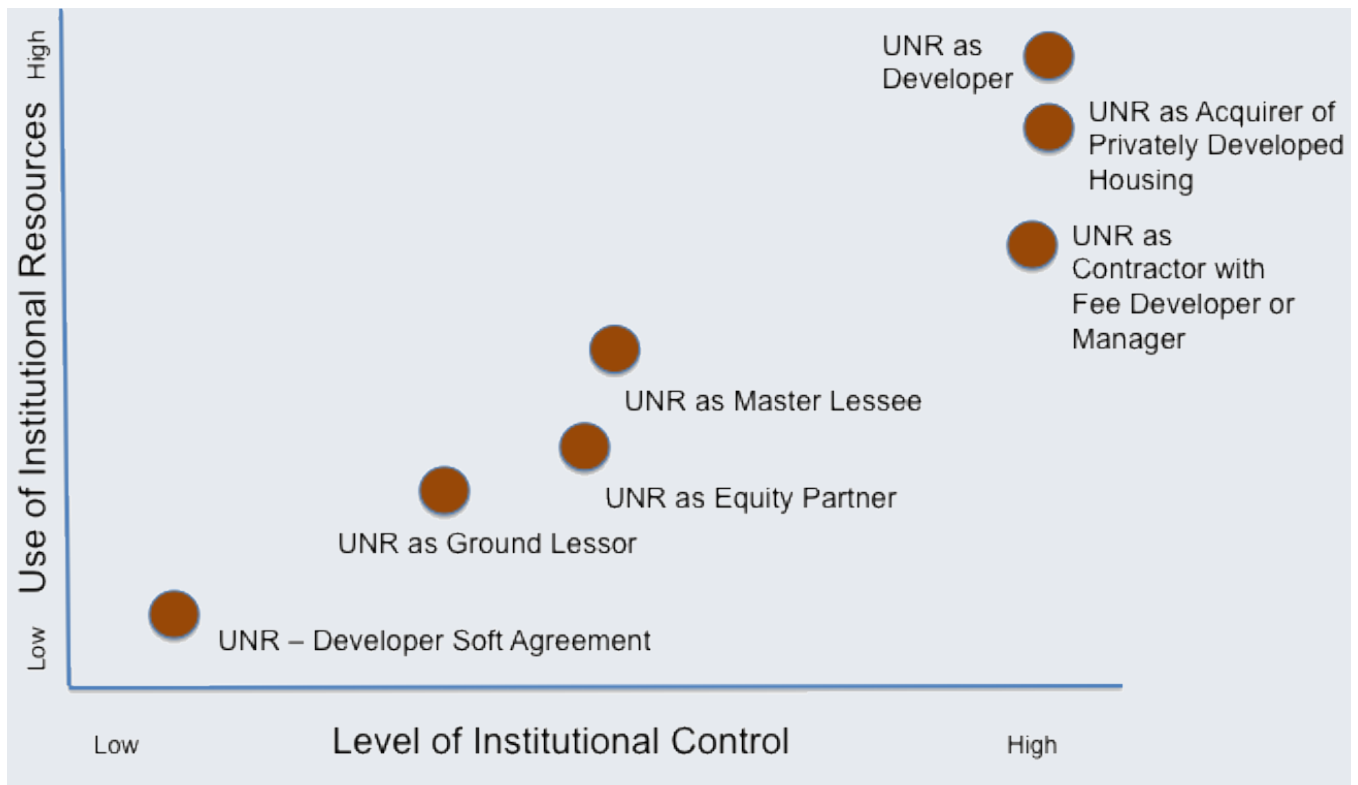 High
Use of Institutional Resources
Low
UNR as
Developer
UNR as Acquirer of
Privately Developed
Housing
UNR as
Contractor with
Fee Developer or
Manager
UNR as Master Lessee
UNR as Equity Partner
UNR as Ground Lessor
UNR – Developer Soft Agreement
Low
Level of Institutional Control
High